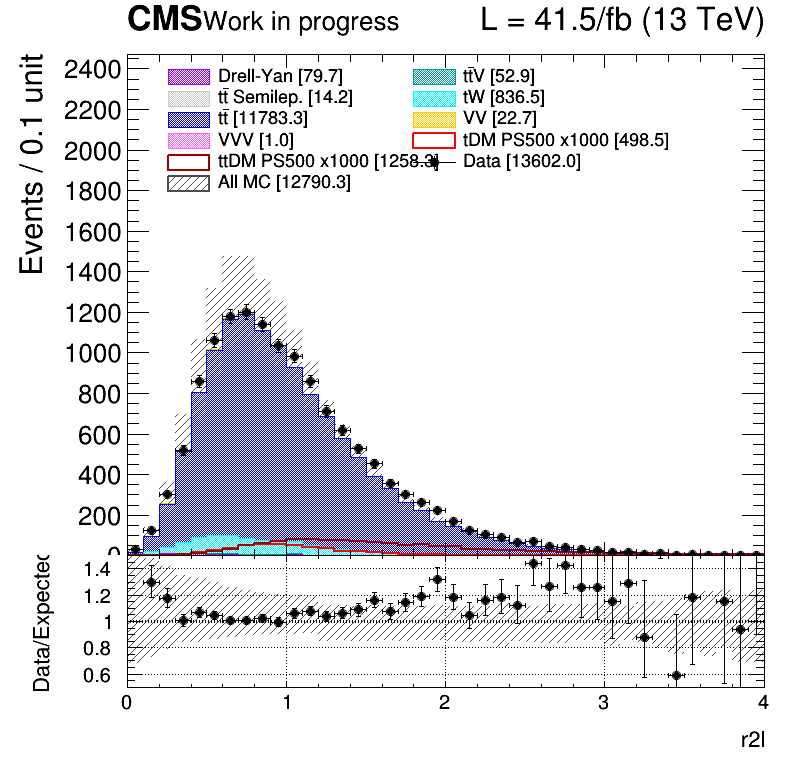 CMS Work in progress L = 41.5/fb (13 TeV)
Events / 0.1 unit
2400
2200
2000
1800
1600
1400
1200
1000
800
600
400
200
0
Drell-Yan [79.7]
tt̄ Semilep. [14.2]
tt̄ [11783.3]
VVV [1.0]
ttDM PS500 x1000 [1258.3]
All MC [12790.3]
tt̄V [52.9]
tW [836.5]
VV [22.7]
tDM PS500 x1000 [498.5]
Data [13602.0]
Data/Expected
1.4
1.2
1
0.8
0.6
0 1 2 3 4
r2l